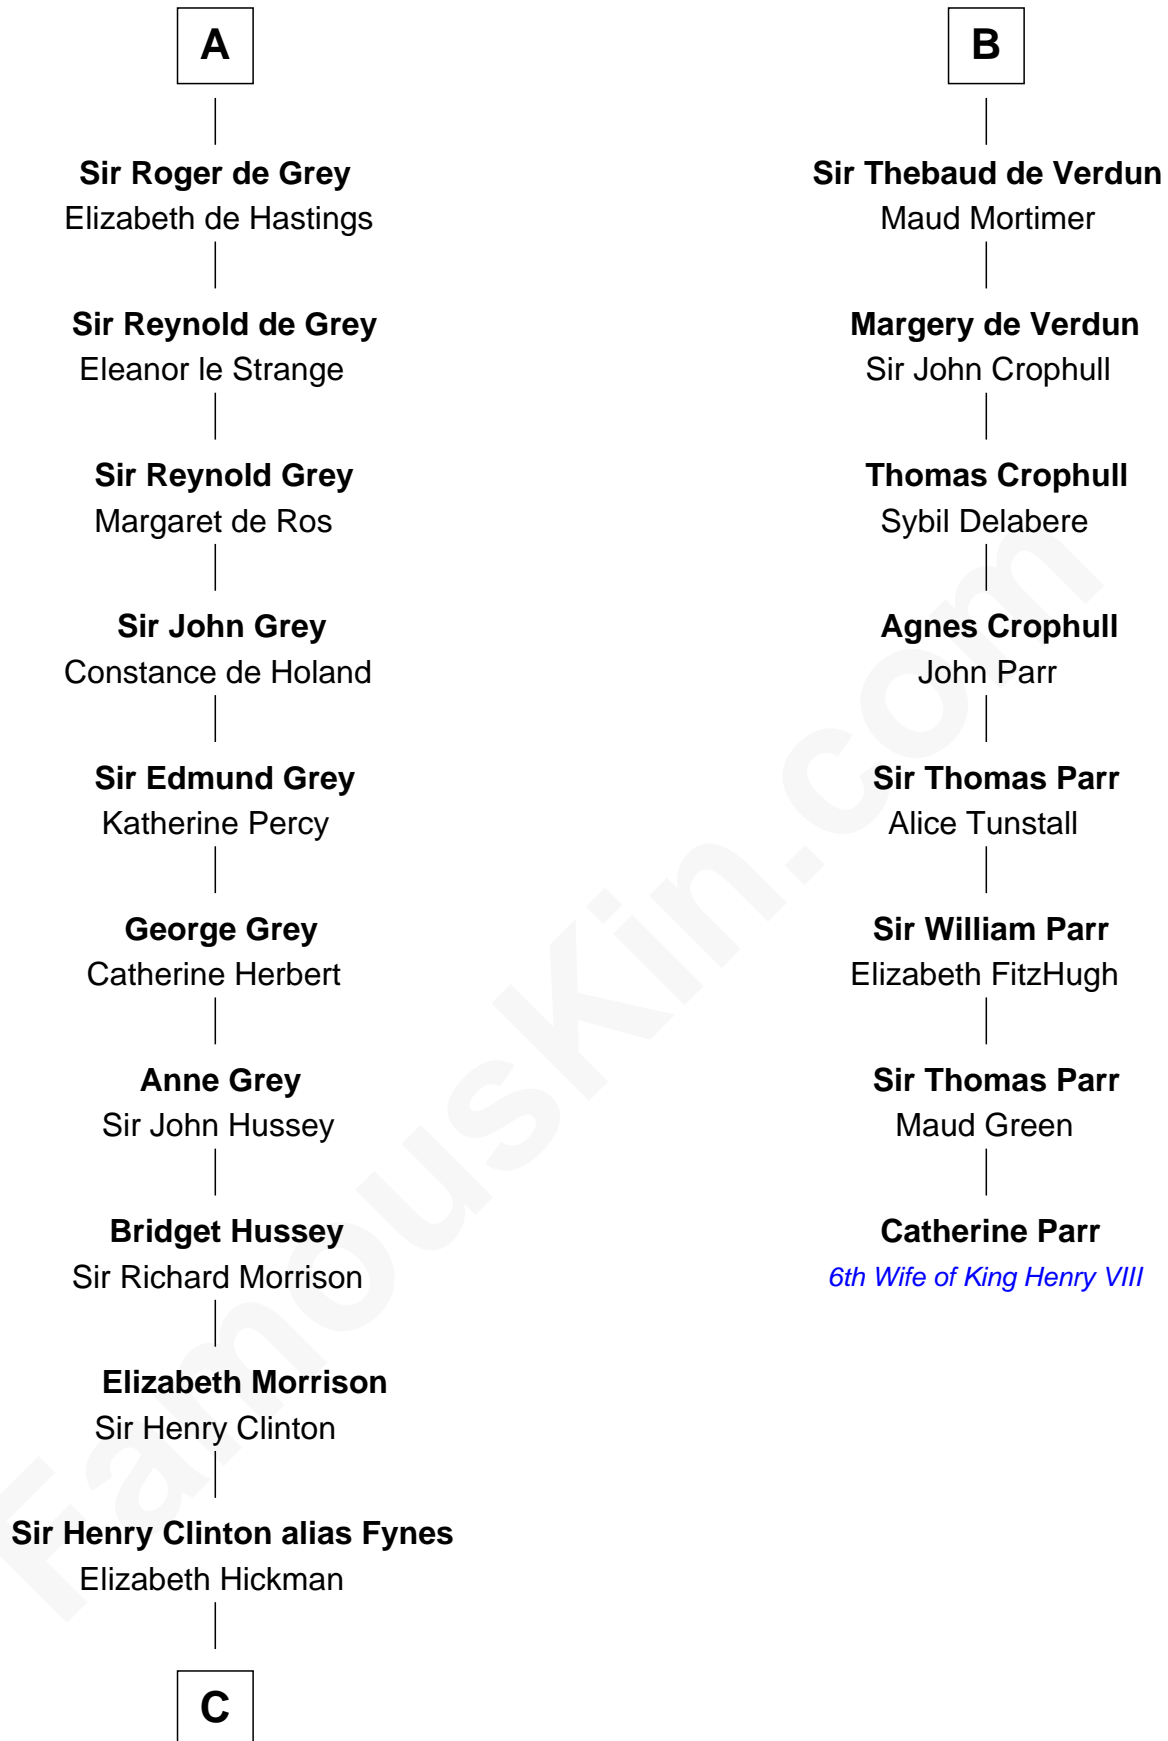 A
Sir Roger de Grey
Elizabeth de Hastings
Sir Reynold de Grey
Eleanor le Strange
Sir Reynold Grey
Margaret de Ros
Sir John Grey
Constance de Holand
Sir Edmund Grey
Katherine Percy
George Grey
Catherine Herbert
Anne Grey
Sir John Hussey
Bridget Hussey
Sir Richard Morrison
Elizabeth Morrison
Sir Henry Clinton
Sir Henry Clinton alias Fynes
Elizabeth Hickman
C
B
Sir Thebaud de Verdun
Maud Mortimer
Margery de Verdun
Sir John Crophull
Thomas Crophull
Sybil Delabere
Agnes Crophull
John Parr
Sir Thomas Parr
Alice Tunstall
Sir William Parr
Elizabeth FitzHugh
Sir Thomas Parr
Maud Green
Catherine Parr
6th Wife of King Henry VIII
FamousKin.com